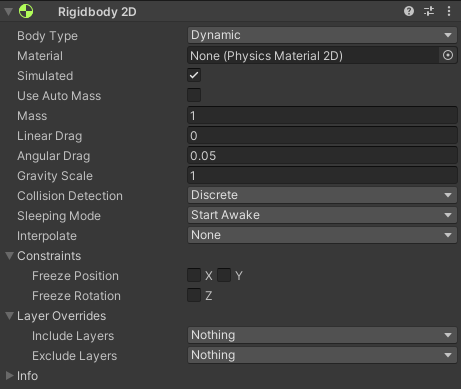 Rigidbody 2D
Body Type Dynamic
Material None (Physics Material 2D)
Simulated
Use Auto Mass
Mass 1
Linear Drag 0
Angular Drag 0.05
Gravity Scale 1
Collision Detection Discrete
Sleeping Mode Start Awake
Interpolate None
Constraints
Freeze Position X Y
Freeze Rotation Z
Layer Overrides
Include Layers Nothing
Exclude Layers Nothing
Info